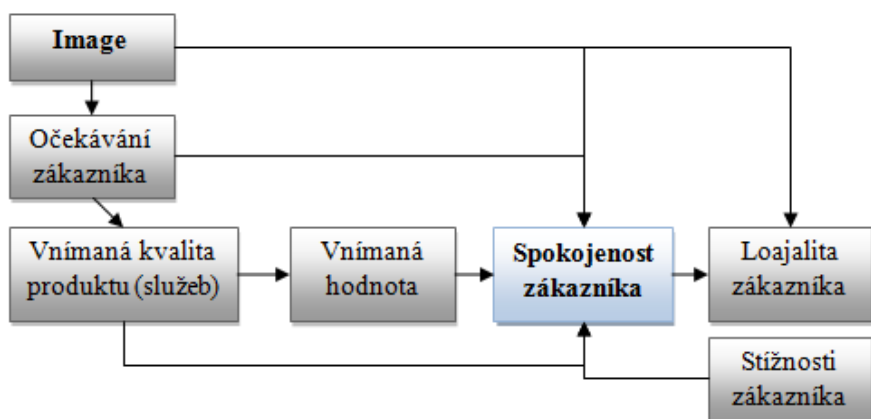 Image
Očekávání
zákazníka
Vnímaná kvalita
produktu (služeb)
Vnímaná
hodnota
Spokojenost
zákazníka
Loajalita
zákazníka
Stížnosti
zákazníka